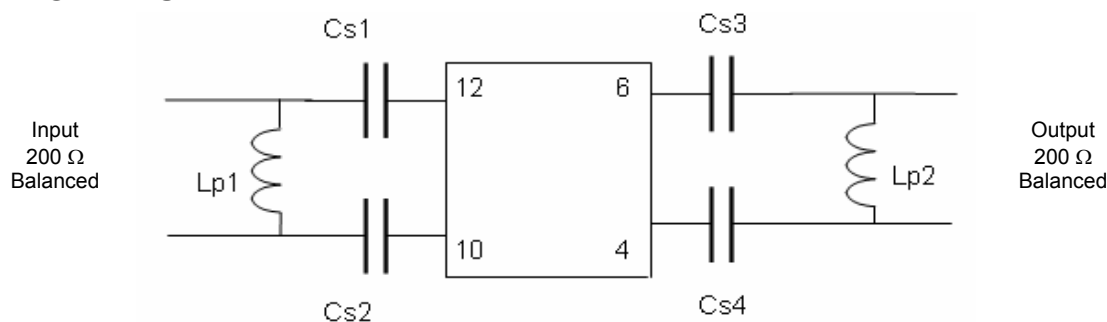 Cs1
Cs3
12
6
Input
200 Ω
Balanced
Lp1
Lp2
Output
200 Ω
Balanced
10
4
Cs2
Cs4